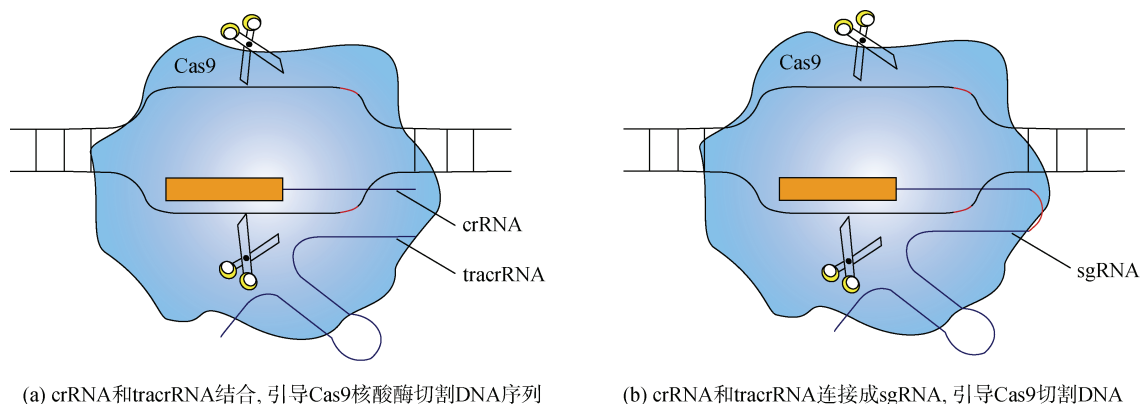 Cas9
crRNA
tracrRNA
(a) crRNA和tracrRNA结合, 引导Cas9核酸酶切割DNA序列
Cas9
sgRNA
(b) crRNA和tracrRNA连接成sgRNA, 引导Cas9切割DNA